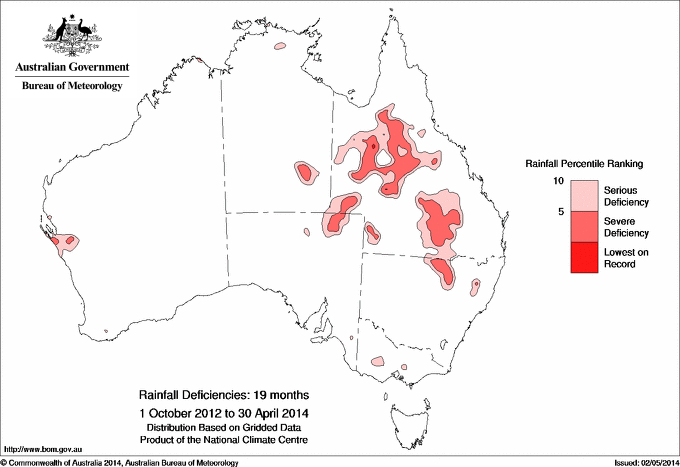 Australian Government
Bureau of Meteorology
Rainfall Percentile Ranking
10
Serious
Deficiency
5
Severe
Deficiency
Lowest on
Record
Rainfall Deficiencies: 19 months
1 October 2012 to 30 April 2014
Distribution Based on Gridded Data
Product of the National Climate Centre
http://www.bom.gov.au
© Commonwealth of Australia 2014, Australian Bureau of Meteorology
Issued: 02/05/2014